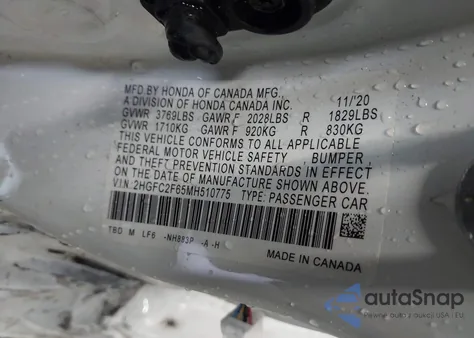 MFD BY HONDA OF CANADA MFG.
A DIVISION OF HONDA CANADA INC. 11/'20
GVWR 3769LBS GAWR F 2028LBS R 1829LBS
GVWR 1710KG GAWR F 920KG R 830KG
THIS VEHICLE CONFORMS TO ALL APPLICABLE
FEDERAL MOTOR VEHICLE SAFETY BUMPER,
AND THEFT PREVENTION STANDARDS IN EFFECT
ON THE DATE OF MANUFACTURE SHOWN ABOVE.
VIN: 2HGFC2F65MH510775 TYPE: PASSENGER CAR
TBD M LF6 -NH883P -A -H
MADE IN CANADA
autoSnap